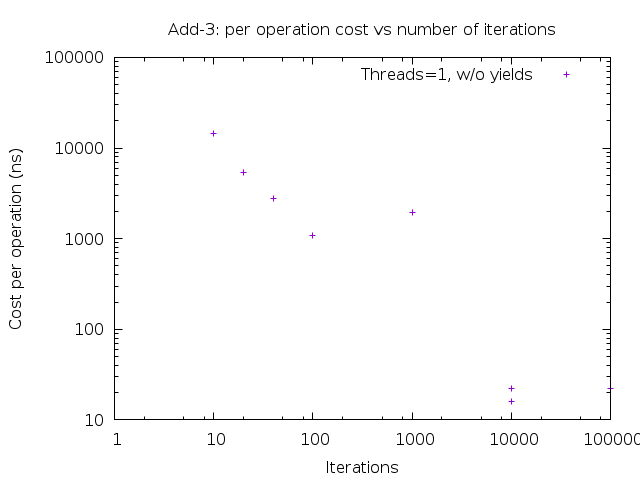 Add-3: per operation cost vs number of iterations
Threads=1, w/o yields
Cost per operation (ns)
100000
10000
1000
100
10
1 10 100 1000 10000 100000
Iterations